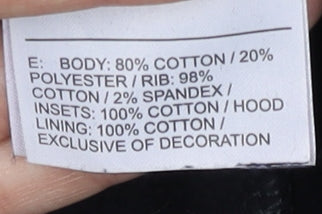 E: BODY: 80% COTTON / 20%
POLYESTER / RIB: 98%
COTTON / 2% SPANDEX /
INSETS: 100% COTTON / HOOD
LINING: 100% COTTON /
EXCLUSIVE OF DECORATION